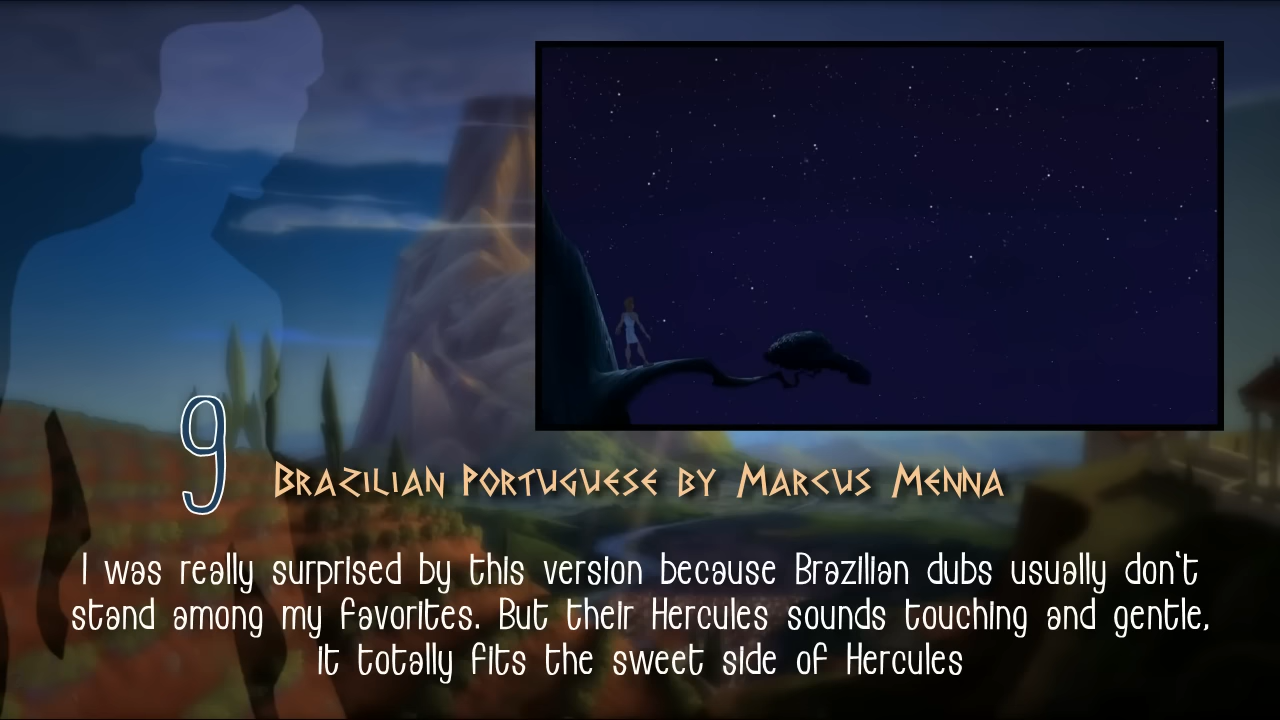 9
Brazilian Portuguese by Marcus Menna
I was really surprised by this version because Brazilian dubs usually don't
stand among my favorites. But their Hercules sounds touching and gentle,
it totally fits the sweet side of Hercules